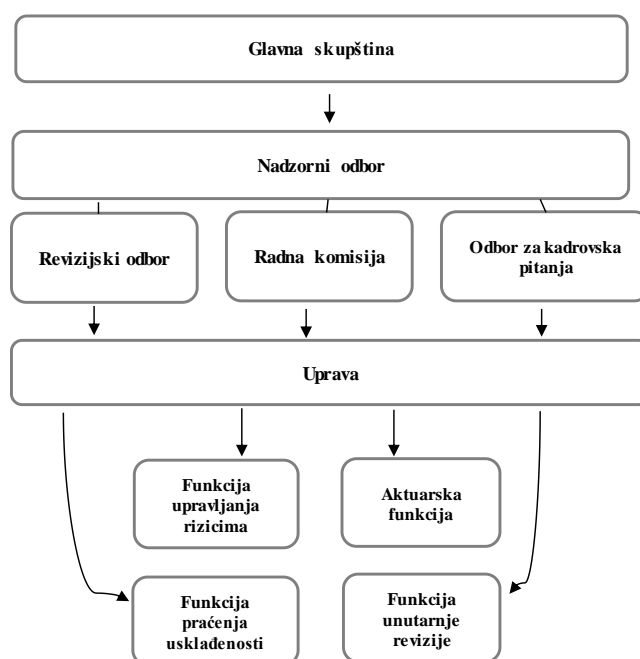 Glavna skupština
Nadzorni odbor
Revizijski odbor
Radna komisija
Odbor za kadrovska
pitanja
Uprava
Funkcija
upravljanja
rizicima
Aktuarska
funkcija
Funkcija
praćenja
usklađenosti
Funkcija
unutarnje
revizije